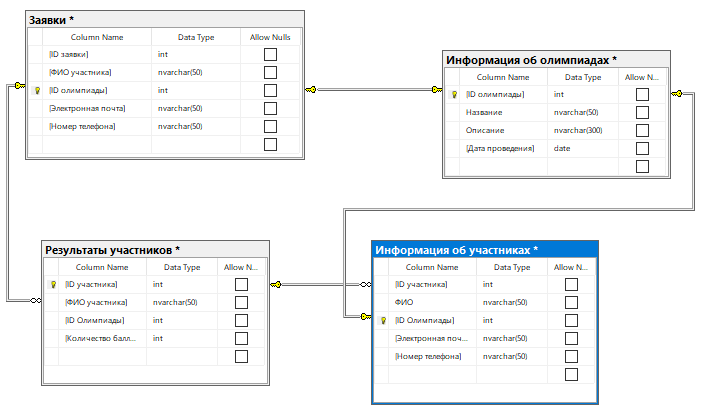 Заявки *
Column Name Data Type Allow Nulls
[ID заявки] int
[ФИО участника] nvarchar(50)
[ID олимпиады] int
[Электронная почта] nvarchar(50)
[Номер телефона] nvarchar(50)
Информация об олимпиадах *
Column Name Data Type Allow N...
[ID олимпиады] int
Название nvarchar(50)
Описание nvarchar(300)
[Дата проведения] date
Результаты участников *
Column Name Data Type Allow N...
[ID участника] int
[ФИО участника] nvarchar(50)
[ID Олимпиады] int
[Количество балл... int
Информация об участниках *
Column Name Data Type Allow N...
[ID участника] int
ФИО nvarchar(50)
[ID Олимпиады] int
[Электронная поч... nvarchar(50)
[Номер телефона] nvarchar(50)